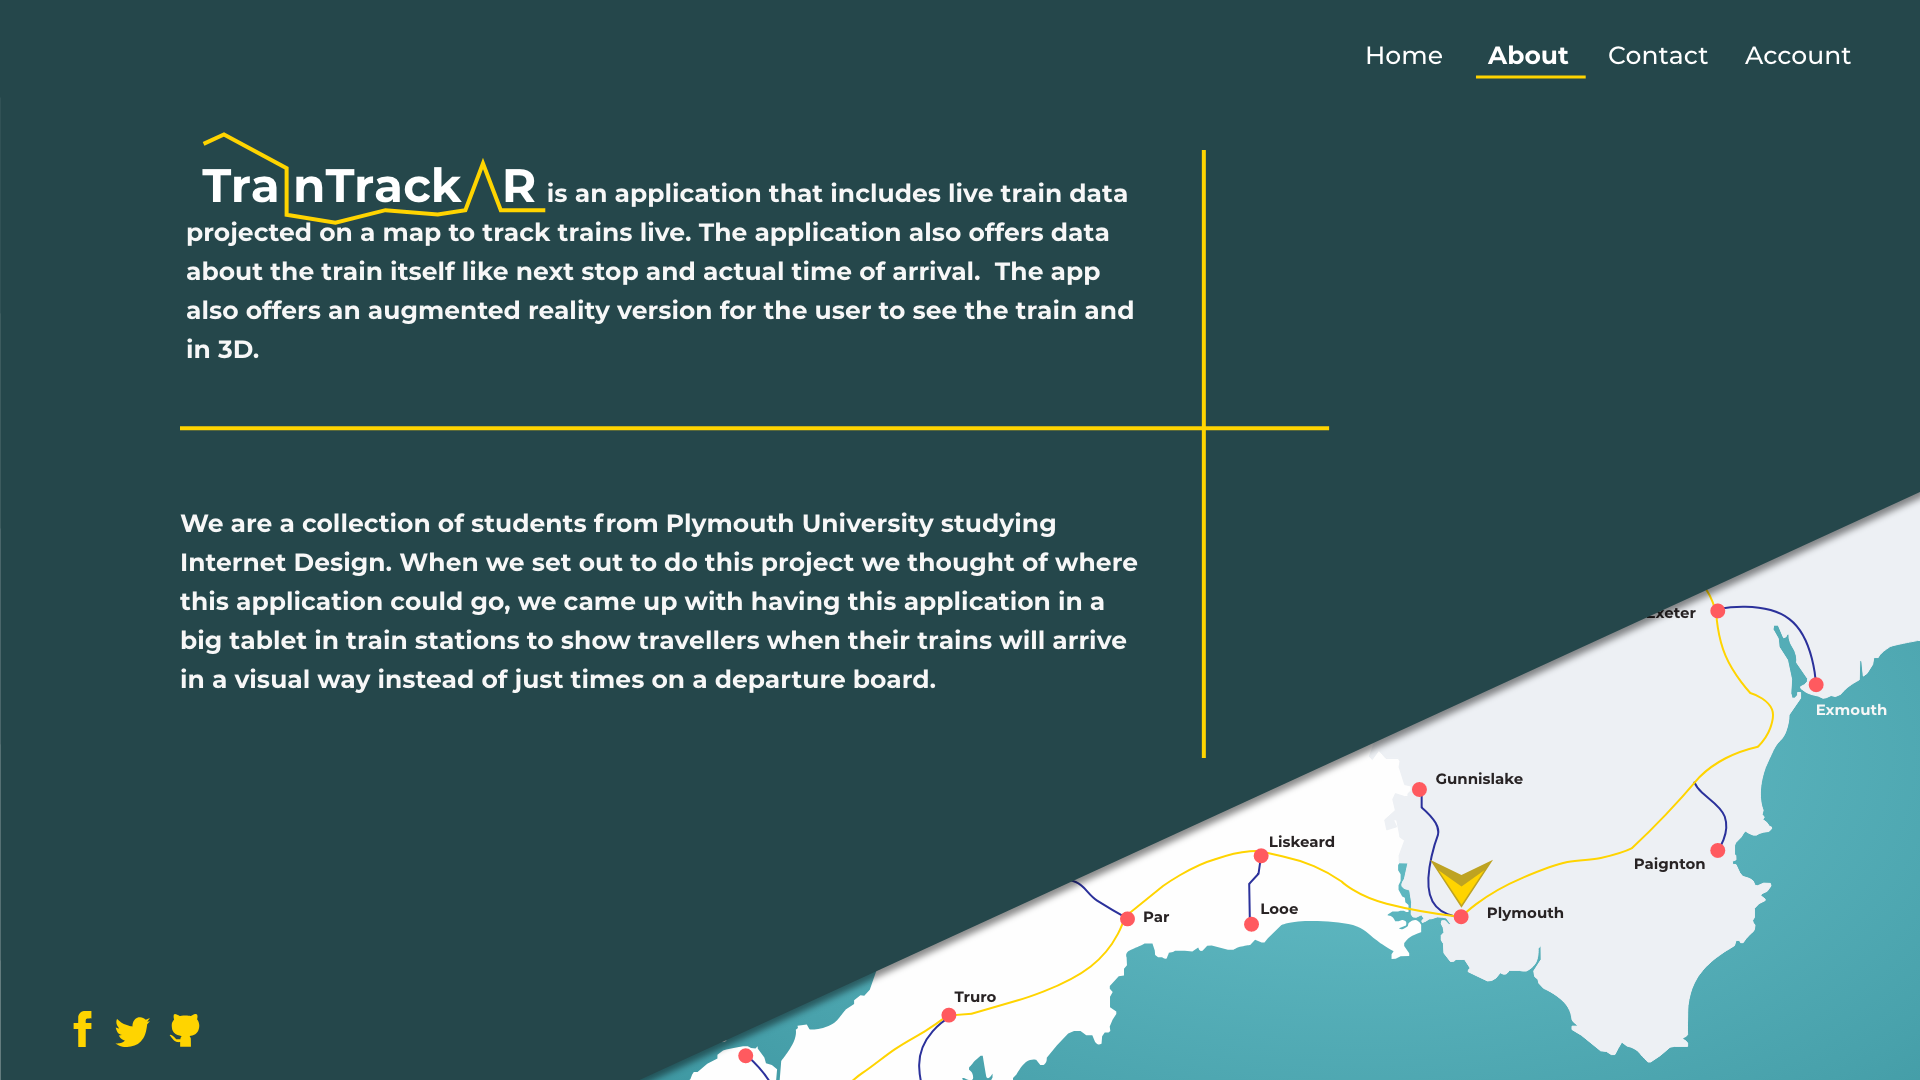 Home About Contact Account
TrainTrackAR is an application that includes live train data
projected on a map to track trains live. The application also offers data
about the train itself like next stop and actual time of arrival.  The app
also offers an augmented reality version for the user to see the train and
in 3D.
We are a collection of students from Plymouth University studying
Internet Design. When we set out to do this project we thought of where
this application could go, we came up with having this application in a
big tablet in train stations to show travellers when their trains will arrive
in a visual way instead of just times on a departure board.
Exeter
Exmouth
Gunnislake
Liskeard
Paignton
Looe
Plymouth
Par
Truro